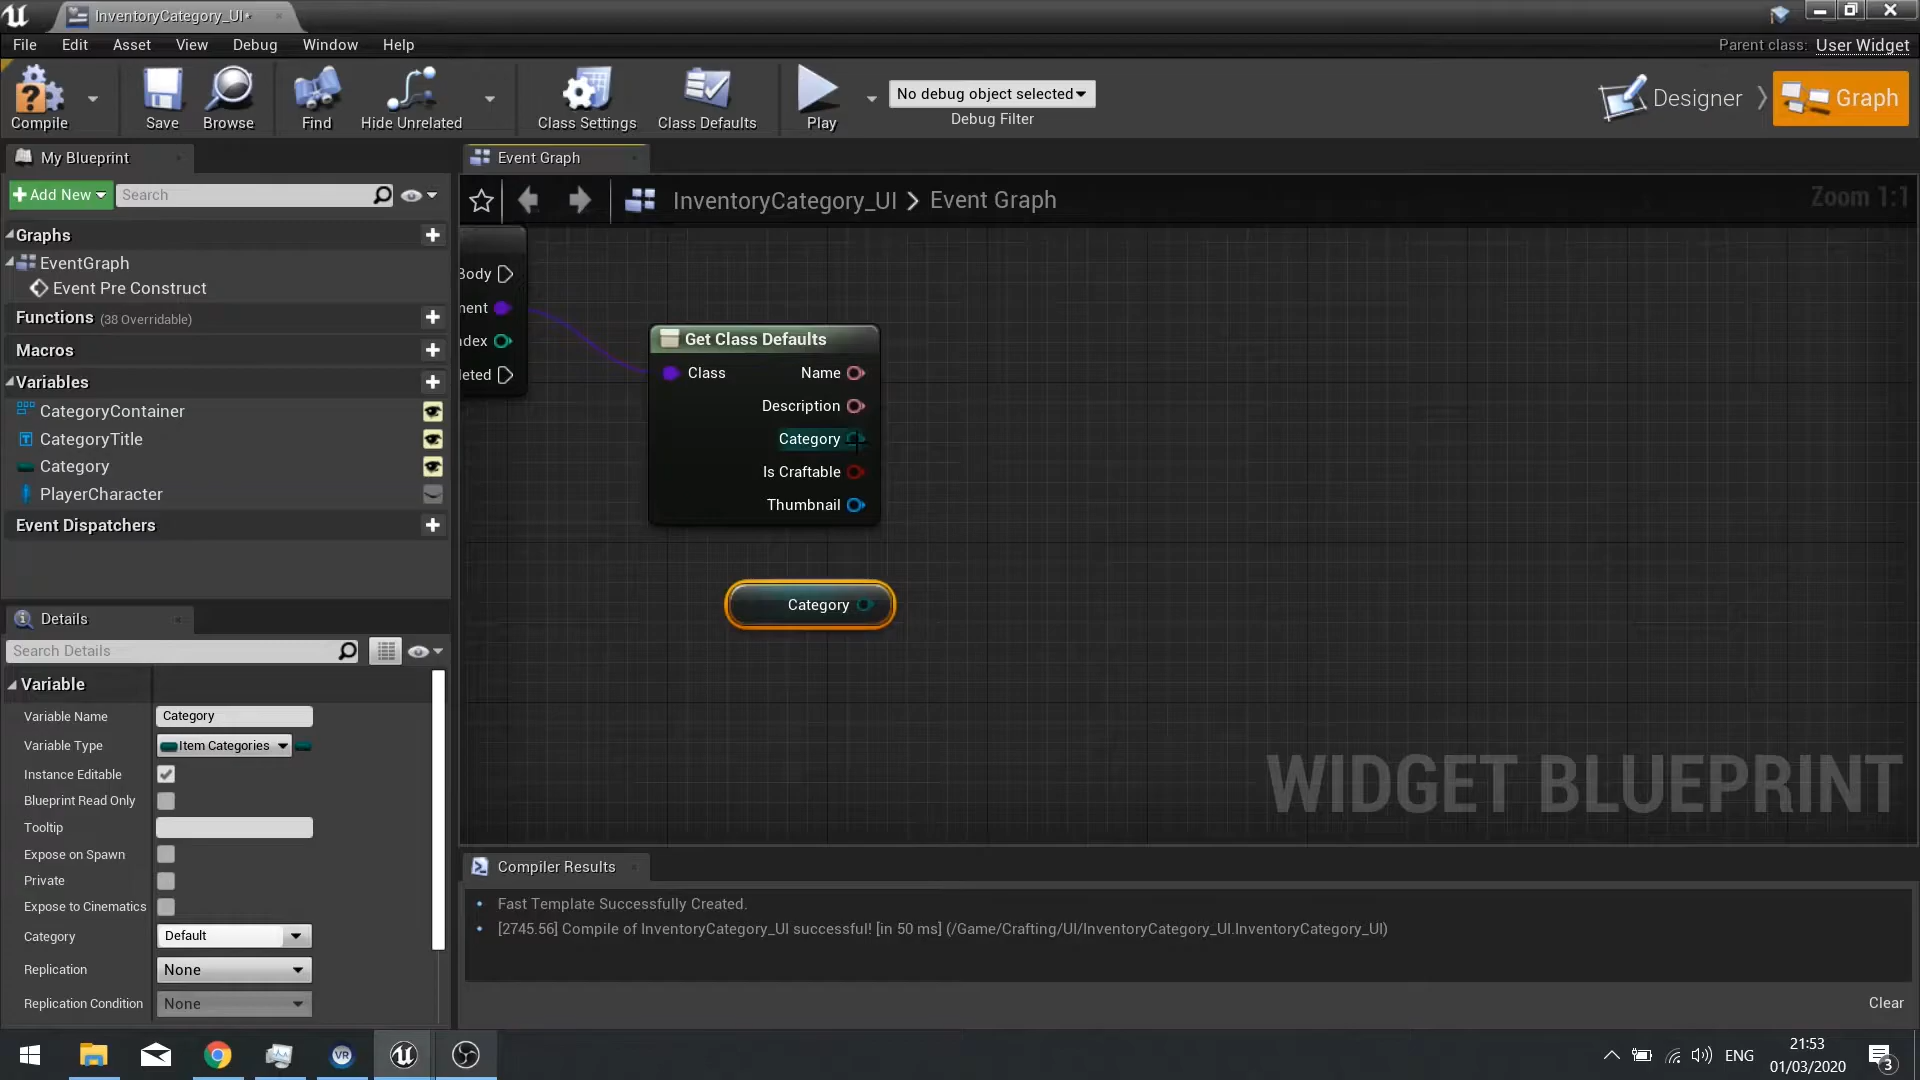 InventoryCategory_UI*
File Edit Asset View Debug Window Help
Parent class: User Widget
Compile
Save
Browse
Find
Hide Unrelated
Class Settings
Class Defaults
Play
No debug object selected
Debug Filter
Designer
Graph
My Blueprint
Add New
Search
Graphs
EventGraph
Event Pre Construct
Functions (38 Overridable)
Macros
Variables
CategoryContainer
CategoryTitle
Category
PlayerCharacter
Event Dispatchers
Details
Search Details
Variable
Variable Name Category
Variable Type Item Categories
Instance Editable
Blueprint Read Only
Tooltip
Expose on Spawn
Private
Expose to Cinematics
Category Default
Replication None
Replication Condition None
Event Graph
InventoryCategory_UI > Event Graph
Zoom 1:1
Body
ment
ndex
leted
Get Class Defaults
Class Name
Description
Category
Is Craftable
Thumbnail
Category
WIDGET BLUEPRINT
Compiler Results
Fast Template Successfully Created.
[2745.56] Compile of InventoryCategory_UI successful! [in 50 ms] (/Game/Crafting/UI/InventoryCategory_UI.InventoryCategory_UI)
Clear
VR
ENG
21:53
01/03/2020
3